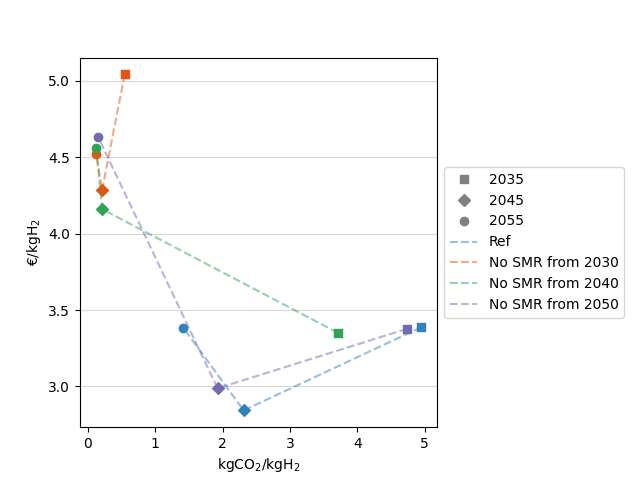 5.0
4.5
4.0
3.5
3.0
€/kgH₂
0 1 2 3 4 5
kgCO₂/kgH₂
2035
2045
2055
Ref
No SMR from 2030
No SMR from 2040
No SMR from 2050